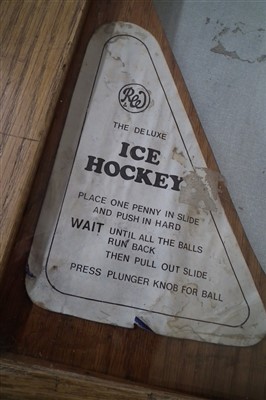 THE DELUXE
ICE
HOCKEY
PLACE ONE PENNY IN SLIDE
AND PUSH IN HARD
WAIT UNTIL ALL THE BALLS
RUN BACK
THEN PULL OUT SLIDE
PRESS PLUNGER KNOB FOR BALL